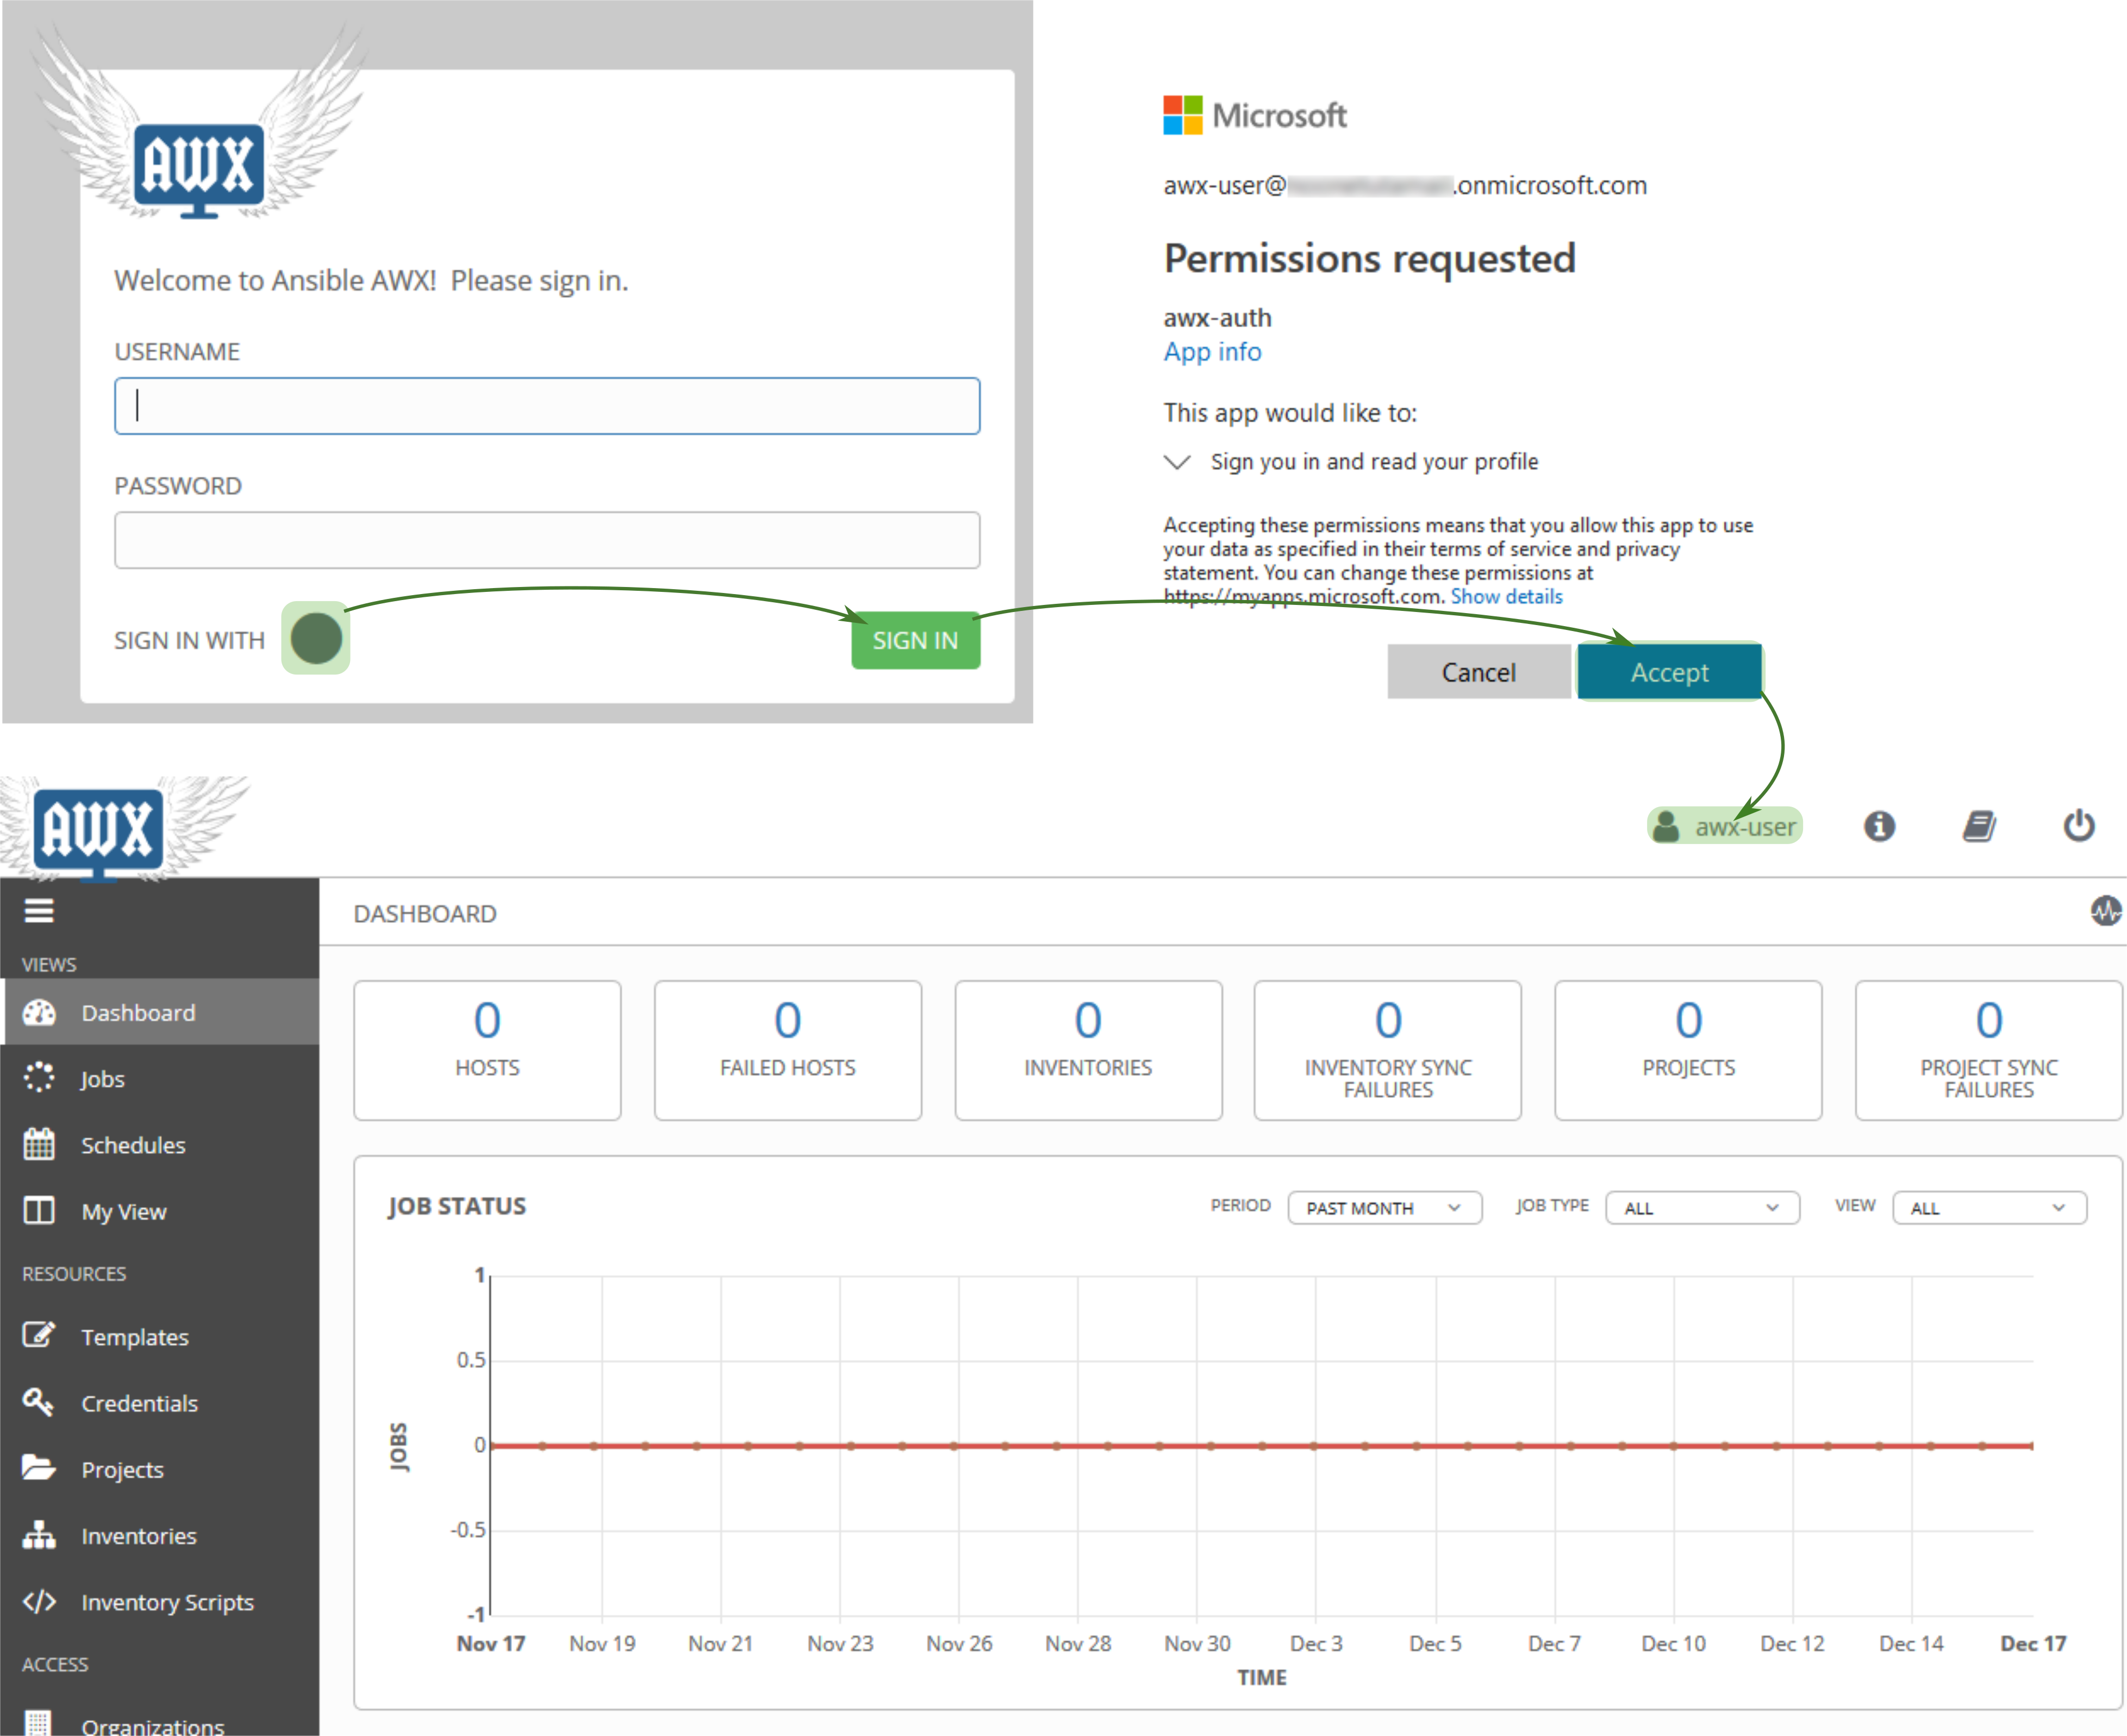 AWX
Welcome to Ansible AWX! Please sign in.
USERNAME
PASSWORD
SIGN IN WITH
SIGN IN
Microsoft
awx-user@ .onmicrosoft.com
Permissions requested
awx-auth
App info
This app would like to:
Sign you in and read your profile
Accepting these permissions means that you allow this app to use
your data as specified in their terms of service and privacy
statement. You can change these permissions at
https://myapps.microsoft.com. Show details
Cancel
Accept
AWX
awx-user
VIEWS
Dashboard
Jobs
Schedules
My View
RESOURCES
Templates
Credentials
Projects
Inventories
Inventory Scripts
ACCESS
Organizations
DASHBOARD
0
HOSTS
0
FAILED HOSTS
0
INVENTORIES
0
INVENTORY SYNC
FAILURES
0
PROJECTS
0
PROJECT SYNC
FAILURES
JOB STATUS
PERIOD PAST MONTH
JOB TYPE ALL
VIEW ALL
1
0.5
0
-0.5
-1
JOBS
Nov 17 Nov 19 Nov 21 Nov 23 Nov 26 Nov 28 Nov 30 Dec 3 Dec 5 Dec 7 Dec 10 Dec 12 Dec 14 Dec 17
TIME